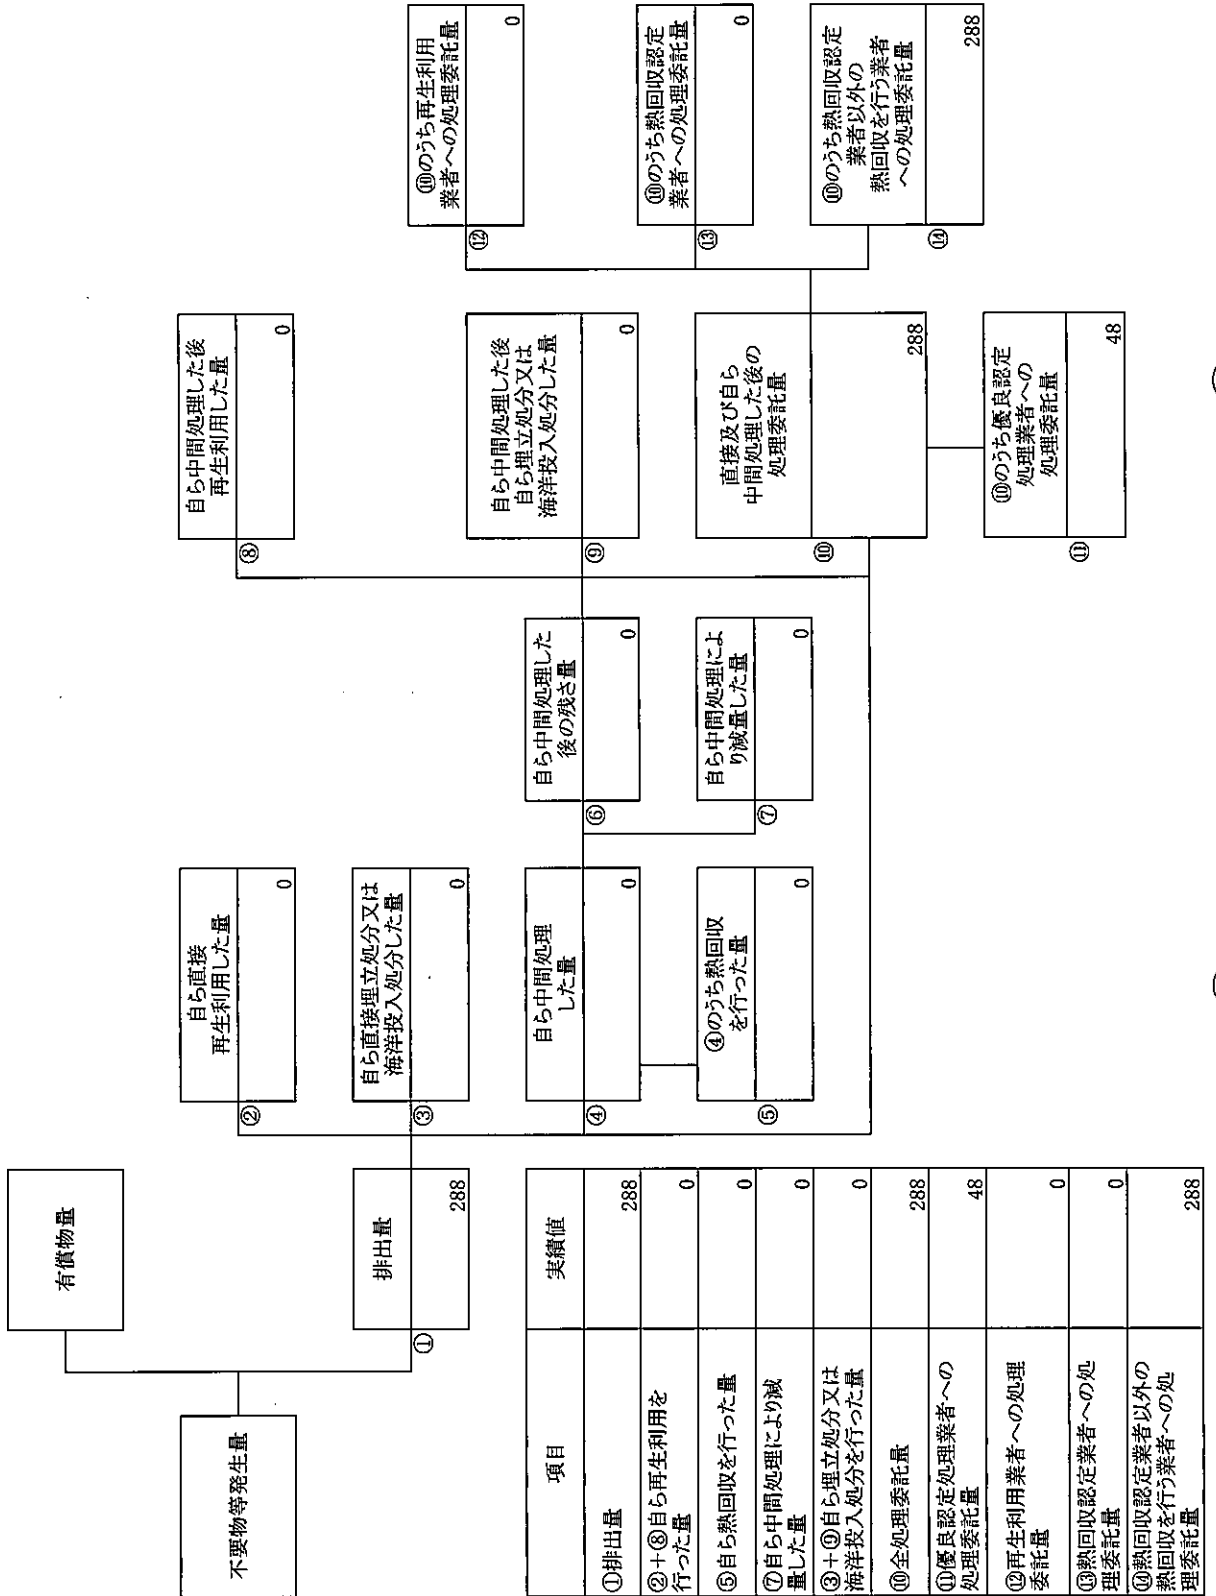 不要物等発生量
有償物量
①
排出量
288
②
自ら直接
再生利用した量
0
③
自ら直接埋立処分又は
海洋投入処分した量
0
④
自ら中間処理
した量
0
⑤
④のうち熱回収
を行った量
0
⑥
自ら中間処理した
後の残さ量
0
⑦
自ら中間処理によ
り減量した量
0
⑧
自ら中間処理した後
再生利用した量
0
⑨
自ら中間処理した後
自ら埋立処分又は
海洋投入処分した量
0
⑩
直接及び自ら
中間処理した後の
処理委託量
288
⑪
⑩のうち優良認定
処理業者への
処理委託量
48
⑫
⑩のうち再生利用
業者への処理委託量
0
⑬
⑩のうち熱回収認定
業者への処理委託量
0
⑭
⑩のうち熱回収認定
業者以外の
熱回収を行う業者
への処理委託量
288
項目 実績値
①排出量 288
②+⑧自ら再生利用を
行った量 0
⑤自ら熱回収を行った量 0
⑦自ら中間処理により減
量した量 0
③+⑨自ら埋立処分又は
海洋投入処分を行った量 0
⑩全処理委託量 288
⑪優良認定処理業者への
処理委託量 48
⑫再生利用業者への処理
委託量 0
⑬熱回収認定業者への処
理委託量 0
⑭熱回収認定業者以外の
熱回収を行う業者への処
理委託量 288